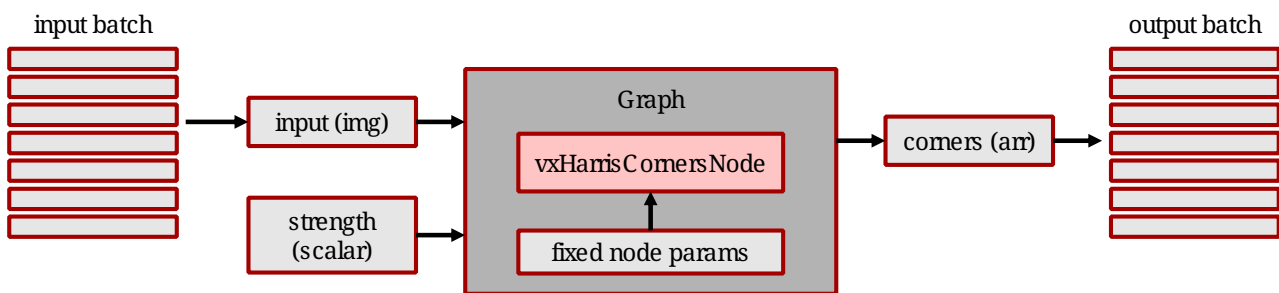 input batch
output batch
Graph
input (img)
corners (arr)
vxHarrisCornersNode
strength
(scalar)
fixed node params